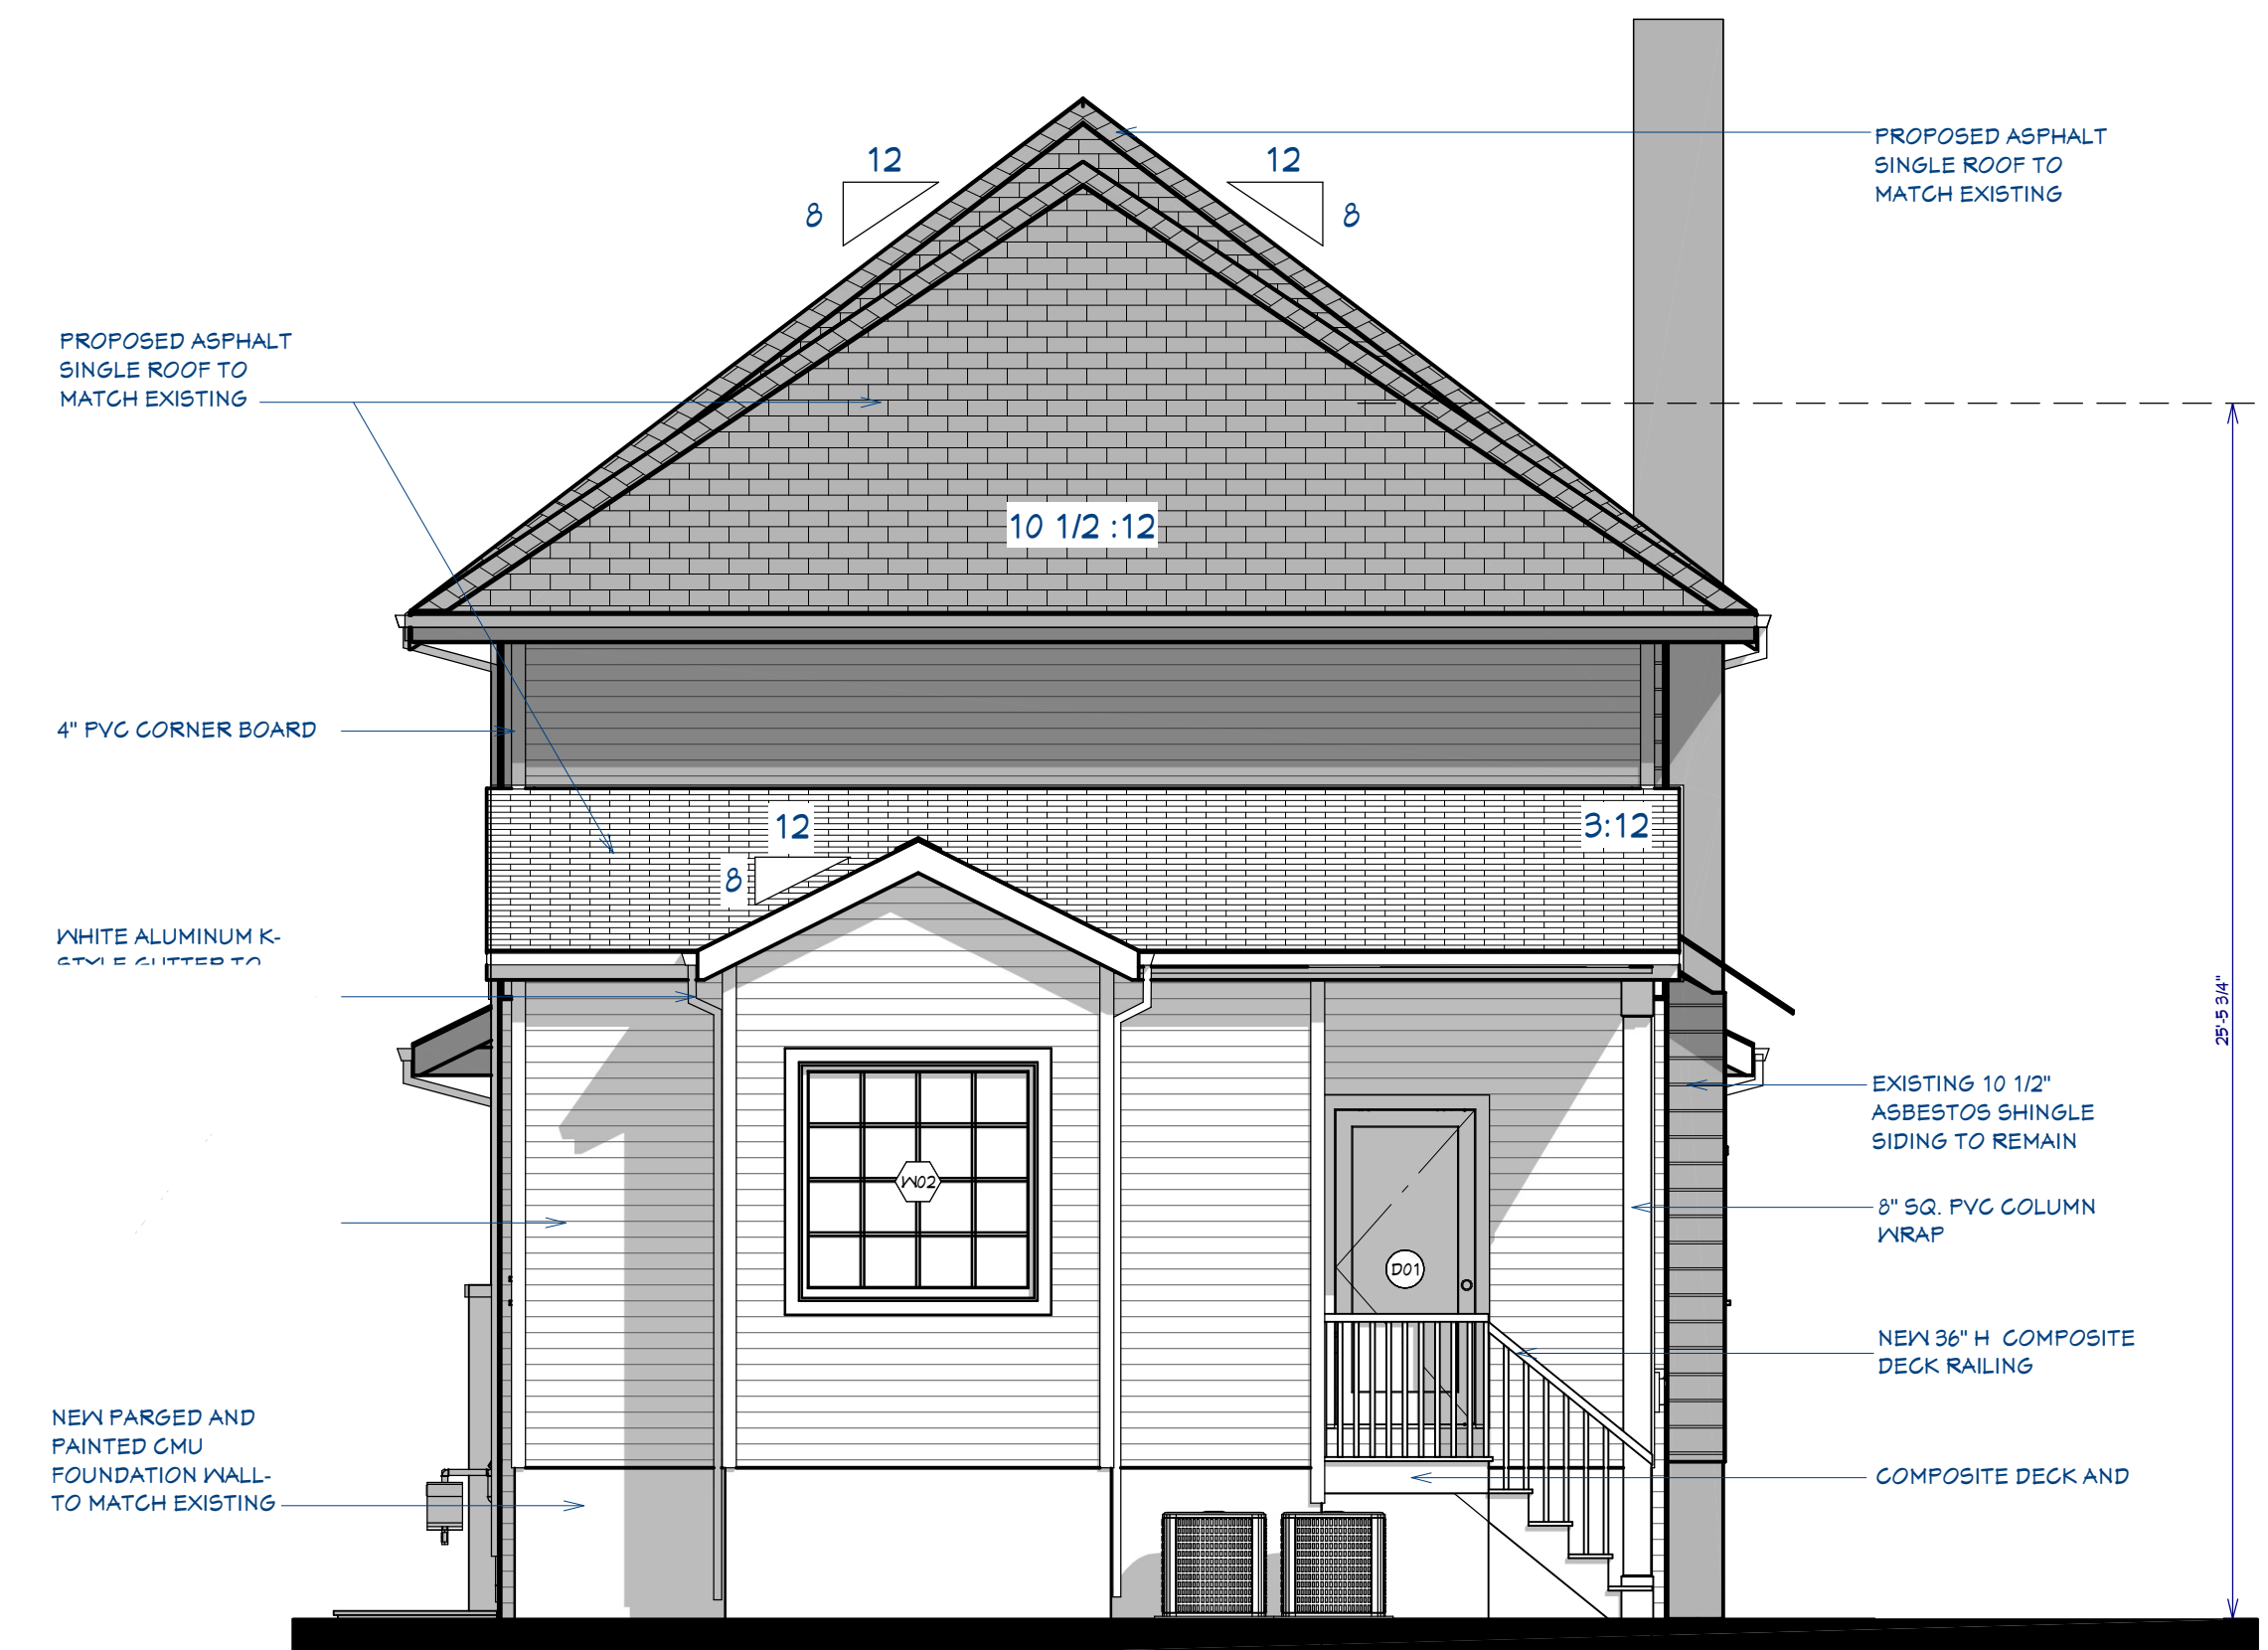 12
8
12
8
PROPOSED ASPHALT
SINGLE ROOF TO
MATCH EXISTING
PROPOSED ASPHALT
SINGLE ROOF TO
MATCH EXISTING
10 1/2 :12
4" PVC CORNER BOARD
12
8
3:12
WHITE ALUMINUM K-
STYLE GUTTER TO
25'-5 3/4"
EXISTING 10 1/2"
ASBESTOS SHINGLE
SIDING TO REMAIN
W02
8" SQ. PVC COLUMN
WRAP
D01
NEW 36" H COMPOSITE
DECK RAILING
NEW PARGED AND
PAINTED CMU
FOUNDATION WALL-
TO MATCH EXISTING
COMPOSITE DECK AND